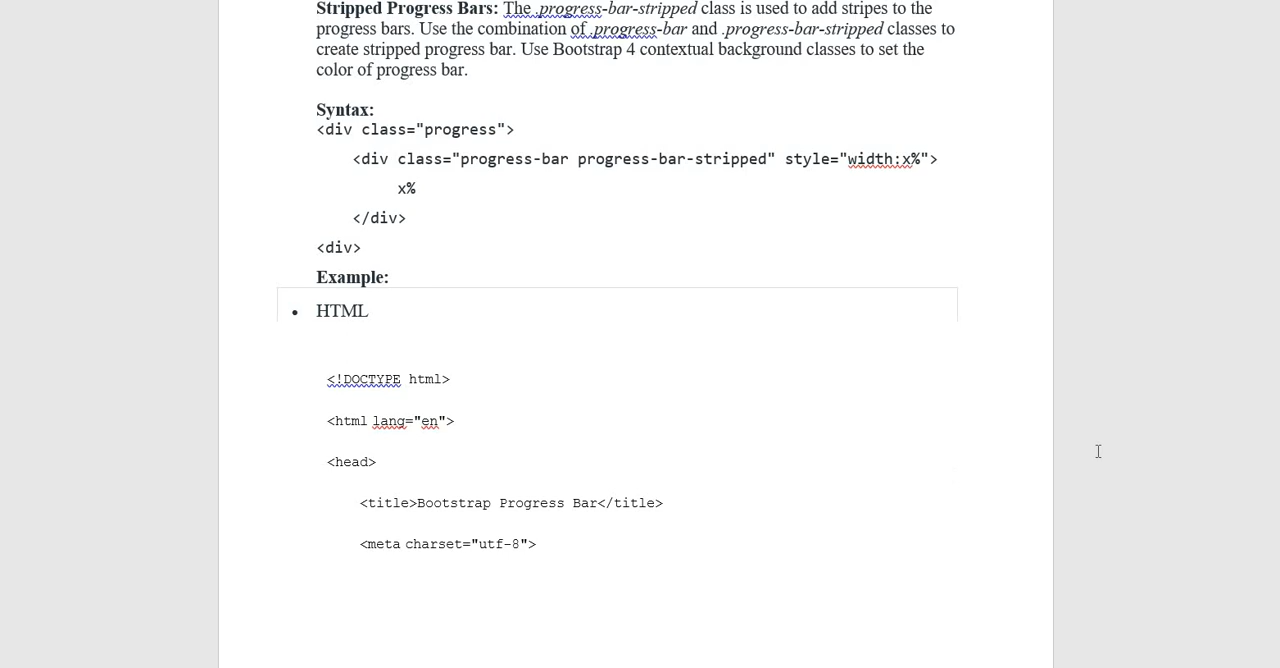 Stripped Progress Bars: The .progress-bar-stripped class is used to add stripes to the
progress bars. Use the combination of .progress-bar and .progress-bar-stripped classes to
create stripped progress bar. Use Bootstrap 4 contextual background classes to set the
color of progress bar.
Syntax:
<div class="progress">
<div class="progress-bar progress-bar-stripped" style="width:x%">
x%
</div>
<div>
Example:
• HTML
<!DOCTYPE html>
<html lang="en">
<head>
<title>Bootstrap Progress Bar</title>
<meta charset="utf-8">